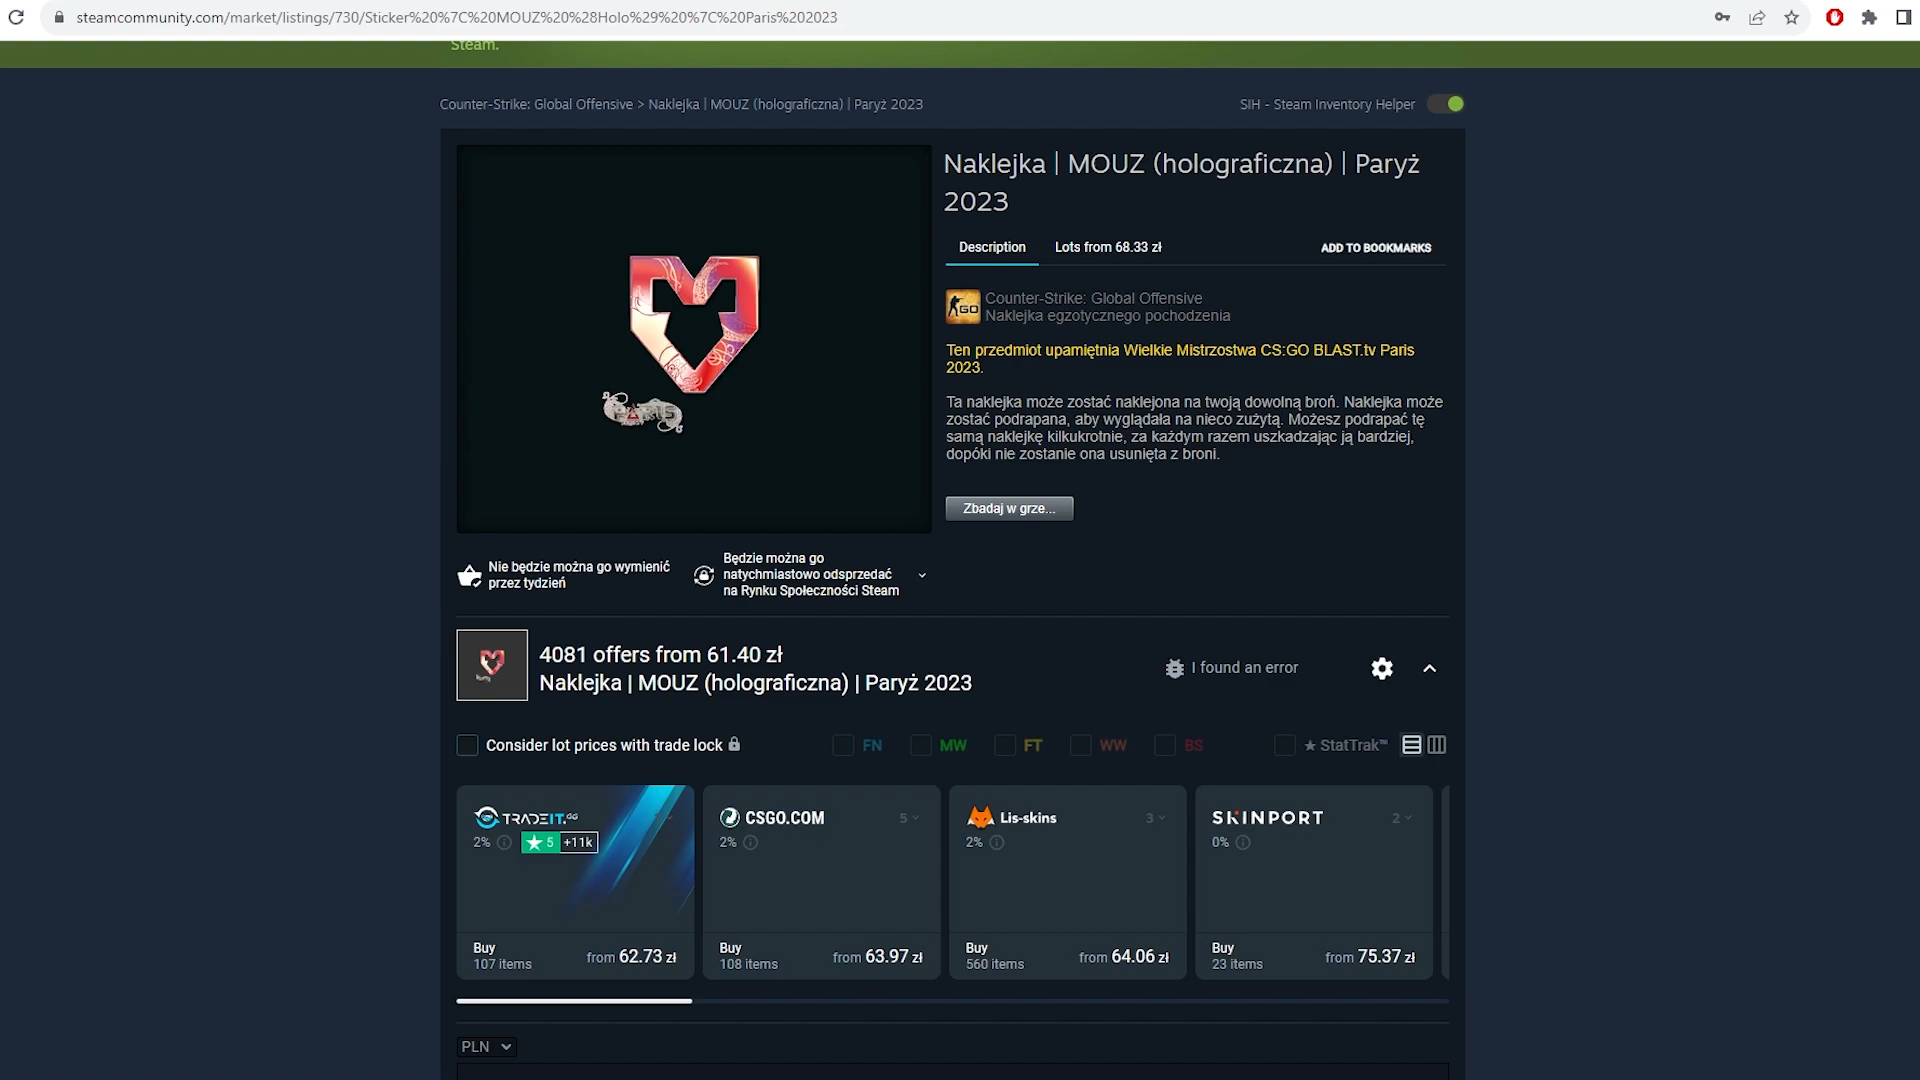 steamcommunity.com/market/listings/730/Sticker%20%7C%20MOUZ%20%28Holo%29%20%7C%20Paris%202023
Steam.
Counter-Strike: Global Offensive > Naklejka | MOUZ (holograficzna) | Paryż 2023
SIH - Steam Inventory Helper
Naklejka | MOUZ (holograficzna) | Paryż
2023
Description Lots from 68.33 zł ADD TO BOOKMARKS
GO
Counter-Strike: Global Offensive
Naklejka egzotycznego pochodzenia
Ten przedmiot upamiętnia Wielkie Mistrzostwa CS:GO BLAST.tv Paris
2023.
Ta naklejka może zostać naklejona na twoją dowolną broń. Naklejka może
zostać podrapana, aby wyglądała na nieco zużytą. Możesz podrapać tę
samą naklejkę kilkukrotnie, za każdym razem uszkadzając ją bardziej,
dopóki nie zostanie ona usunięta z broni.
Zbadaj w grze...
PARIS
Nie będzie można go wymienić
przez tydzień
Będzie można go
natychmiastowo odsprzedać
na Rynku Społeczności Steam
4081 offers from 61.40 zł
Naklejka | MOUZ (holograficzna) | Paryż 2023
I found an error
Consider lot prices with trade lock FN MW FT WW BS ★ StatTrak™
TRADEIT.GG
2% ★ 5 +11k
Buy
107 items
from 62.73 zł
CSGO.COM 5
2%
Buy
108 items
from 63.97 zł
Lis-skins 3
2%
Buy
560 items
from 64.06 zł
SKINPORT 2
0%
Buy
23 items
from 75.37 zł
PLN